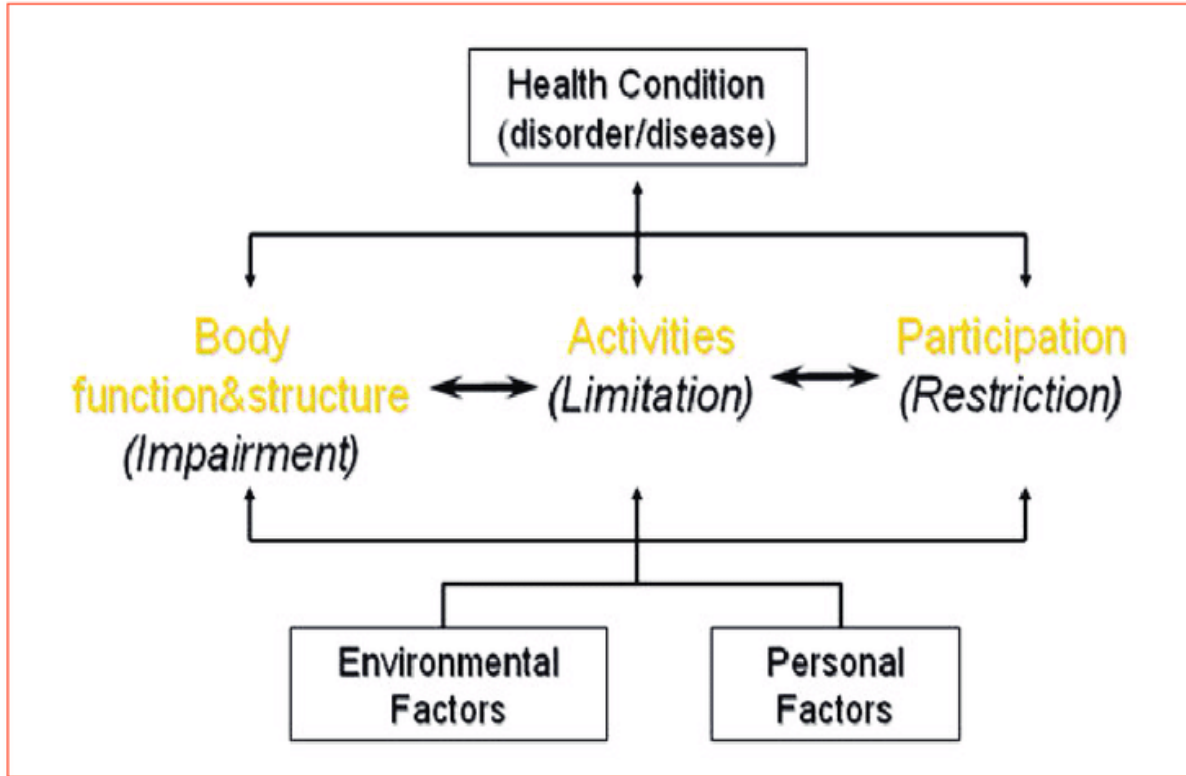 Health Condition
(disorder/disease)
Body
function&structure
(Impairment)
Activities
(Limitation)
Participation
(Restriction)
Environmental
Factors
Personal
Factors